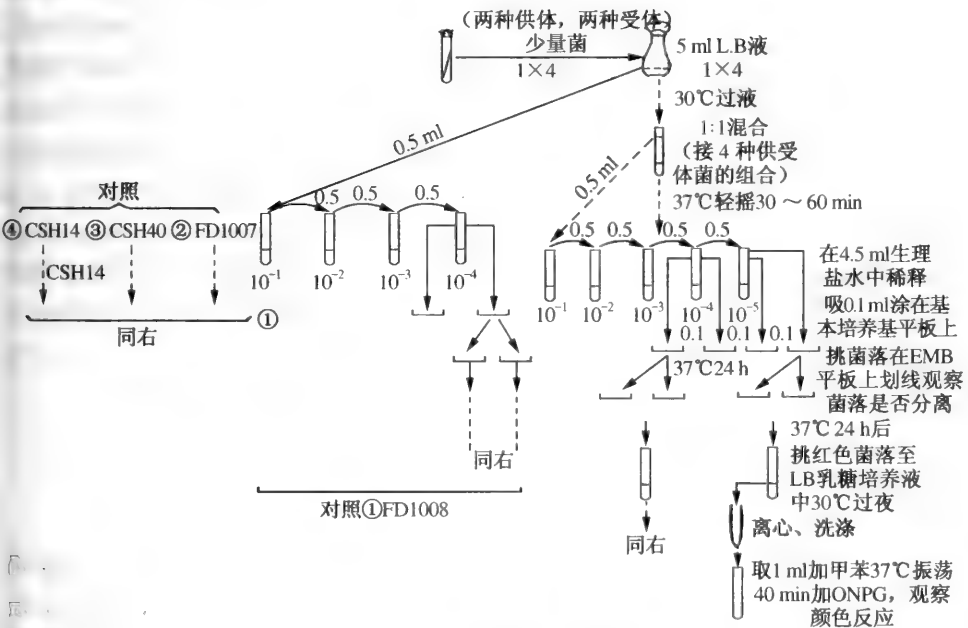 (两种供体，两种受体)
少量菌
1×4
5 ml L.B液
1×4
30℃过液
1:1混合
(接 4 种供受
体菌的组合)
37℃轻摇30 ～ 60 min
0.5 ml
0.5 ml
对照
④CSH14 ③CSH40 ②FD1007
CSH14
同右
①
0.5 0.5 0.5
10⁻¹ 10⁻² 10⁻³ 10⁻⁴
同右
对照①FD1008
0.5 0.5 0.5 0.5
10⁻¹ 10⁻² 10⁻³ 10⁻⁴ 10⁻⁵
0.1 0.1 0.1
在4.5 ml生理
盐水中稀释
吸0.1 ml涂在基
本培养基平板上
37℃24 h
挑菌落在EMB
平板上划线观察
菌落是否分离
37℃ 24 h后
挑红色菌落至
LB乳糖培养液
中30℃过夜
同右
离心、洗涤
取1 ml加甲苯37℃振荡
40 min加ONPG，观察
颜色反应